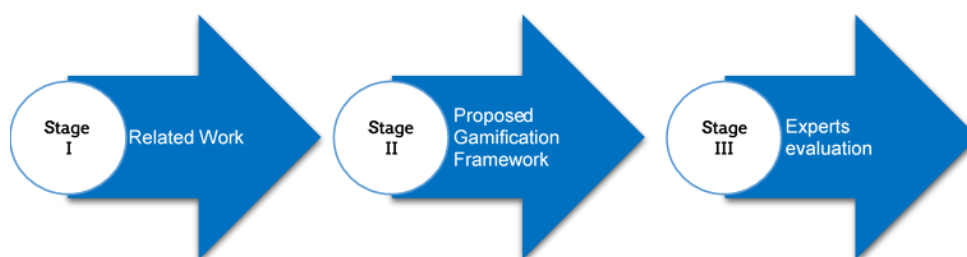 Stage
I
Related Work
Stage
II
Proposed
Gamification
Framework
Stage
III
Experts
evaluation